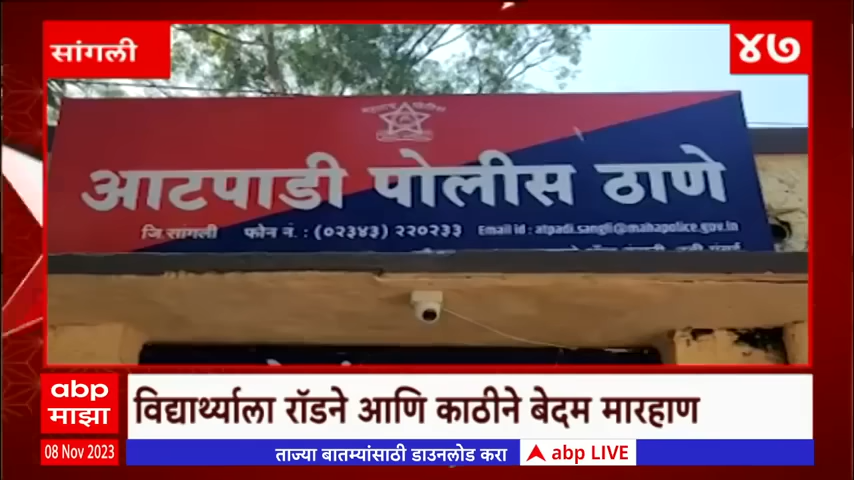 सांगली
४७
आटपाडी पोलीस ठाणे
जि.सांगली फोन नं. : (०२३४३) २२०२३३ Email id : atpadi.sangli@mahapolice.gov.in
abp
माझा
विद्यार्थ्याला रॉडने आणि काठीने बेदम मारहाण
08 Nov 2023
ताज्या बातम्यांसाठी डाउनलोड करा
abp LIVE